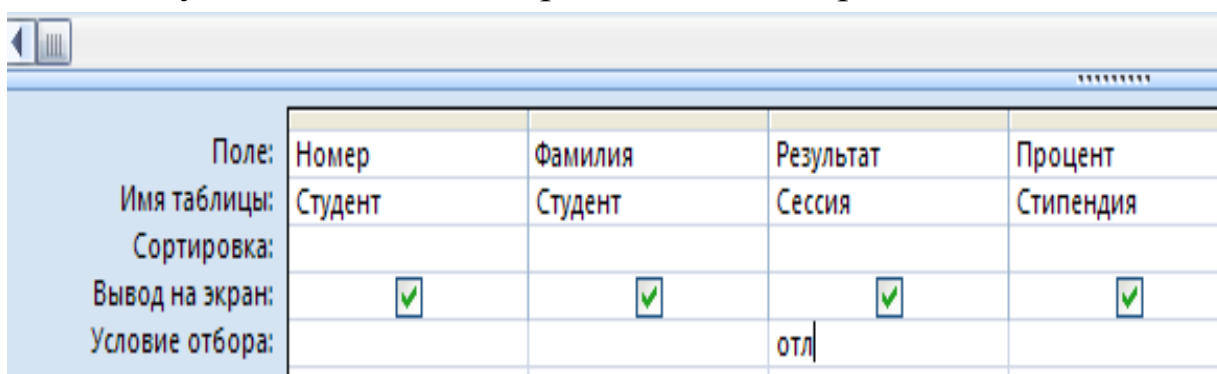 Поле: Номер Фамилия Результат Процент
Имя таблицы: Студент Студент Сессия Стипендия
Сортировка:
Вывод на экран:
Условие отбора: отл